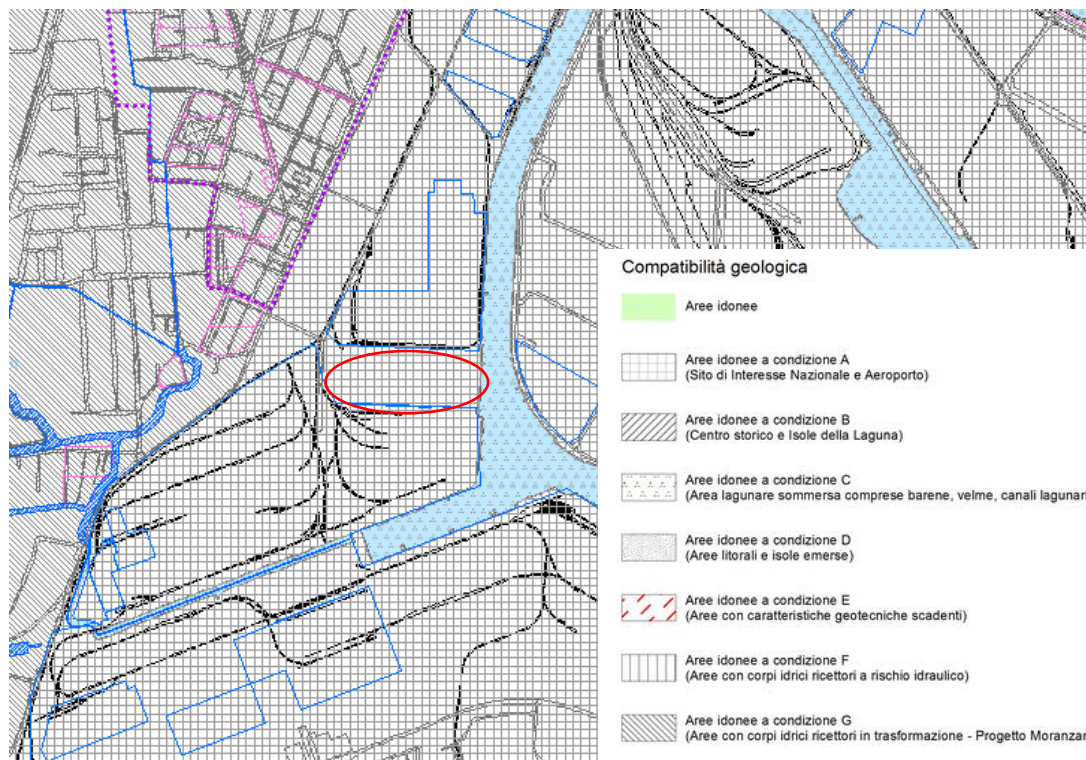 Compatibilità geologica
Aree idonee
Aree idonee a condizione A
(Sito di Interesse Nazionale e Aeroporto)
Aree idonee a condizione B
(Centro storico e Isole della Laguna)
Aree idonee a condizione C
(Area lagunare sommersa comprese barene, velme, canali lagunari
Aree idonee a condizione D
(Aree litorali e isole emerse)
Aree idonee a condizione E
(Aree con caratteristiche geotecniche scadenti)
Aree idonee a condizione F
(Aree con corpi idrici ricettori a rischio idraulico)
Aree idonee a condizione G
(Aree con corpi idrici ricettori in trasformazione - Progetto Moranzan